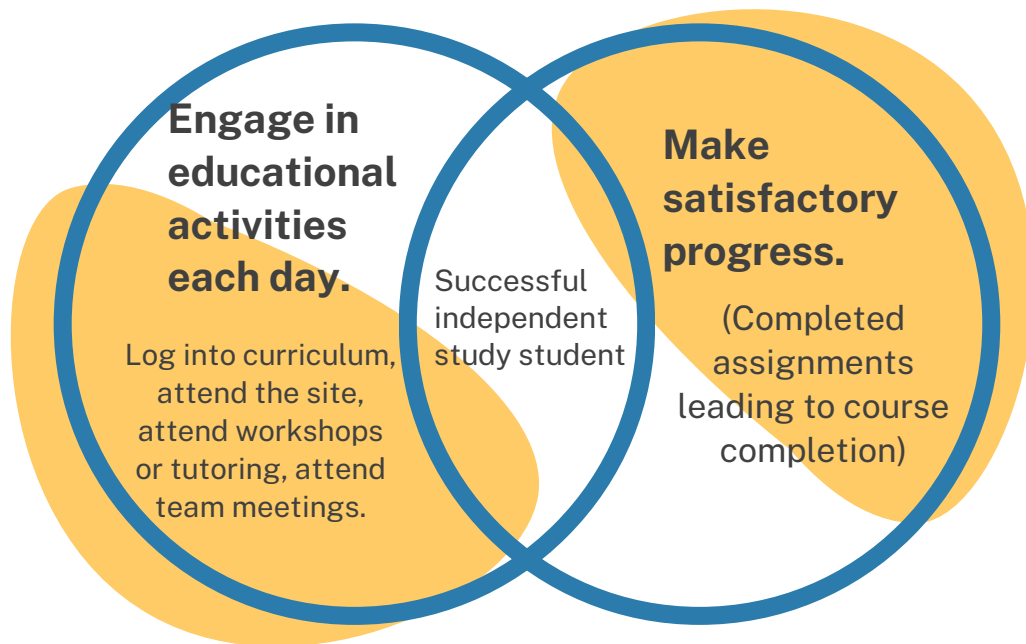 Engage in
educational
activities
each day.
Log into curriculum,
attend the site,
attend workshops
or tutoring, attend
team meetings.
Successful
independent
study student
Make
satisfactory
progress.
(Completed
assignments
leading to course
completion)